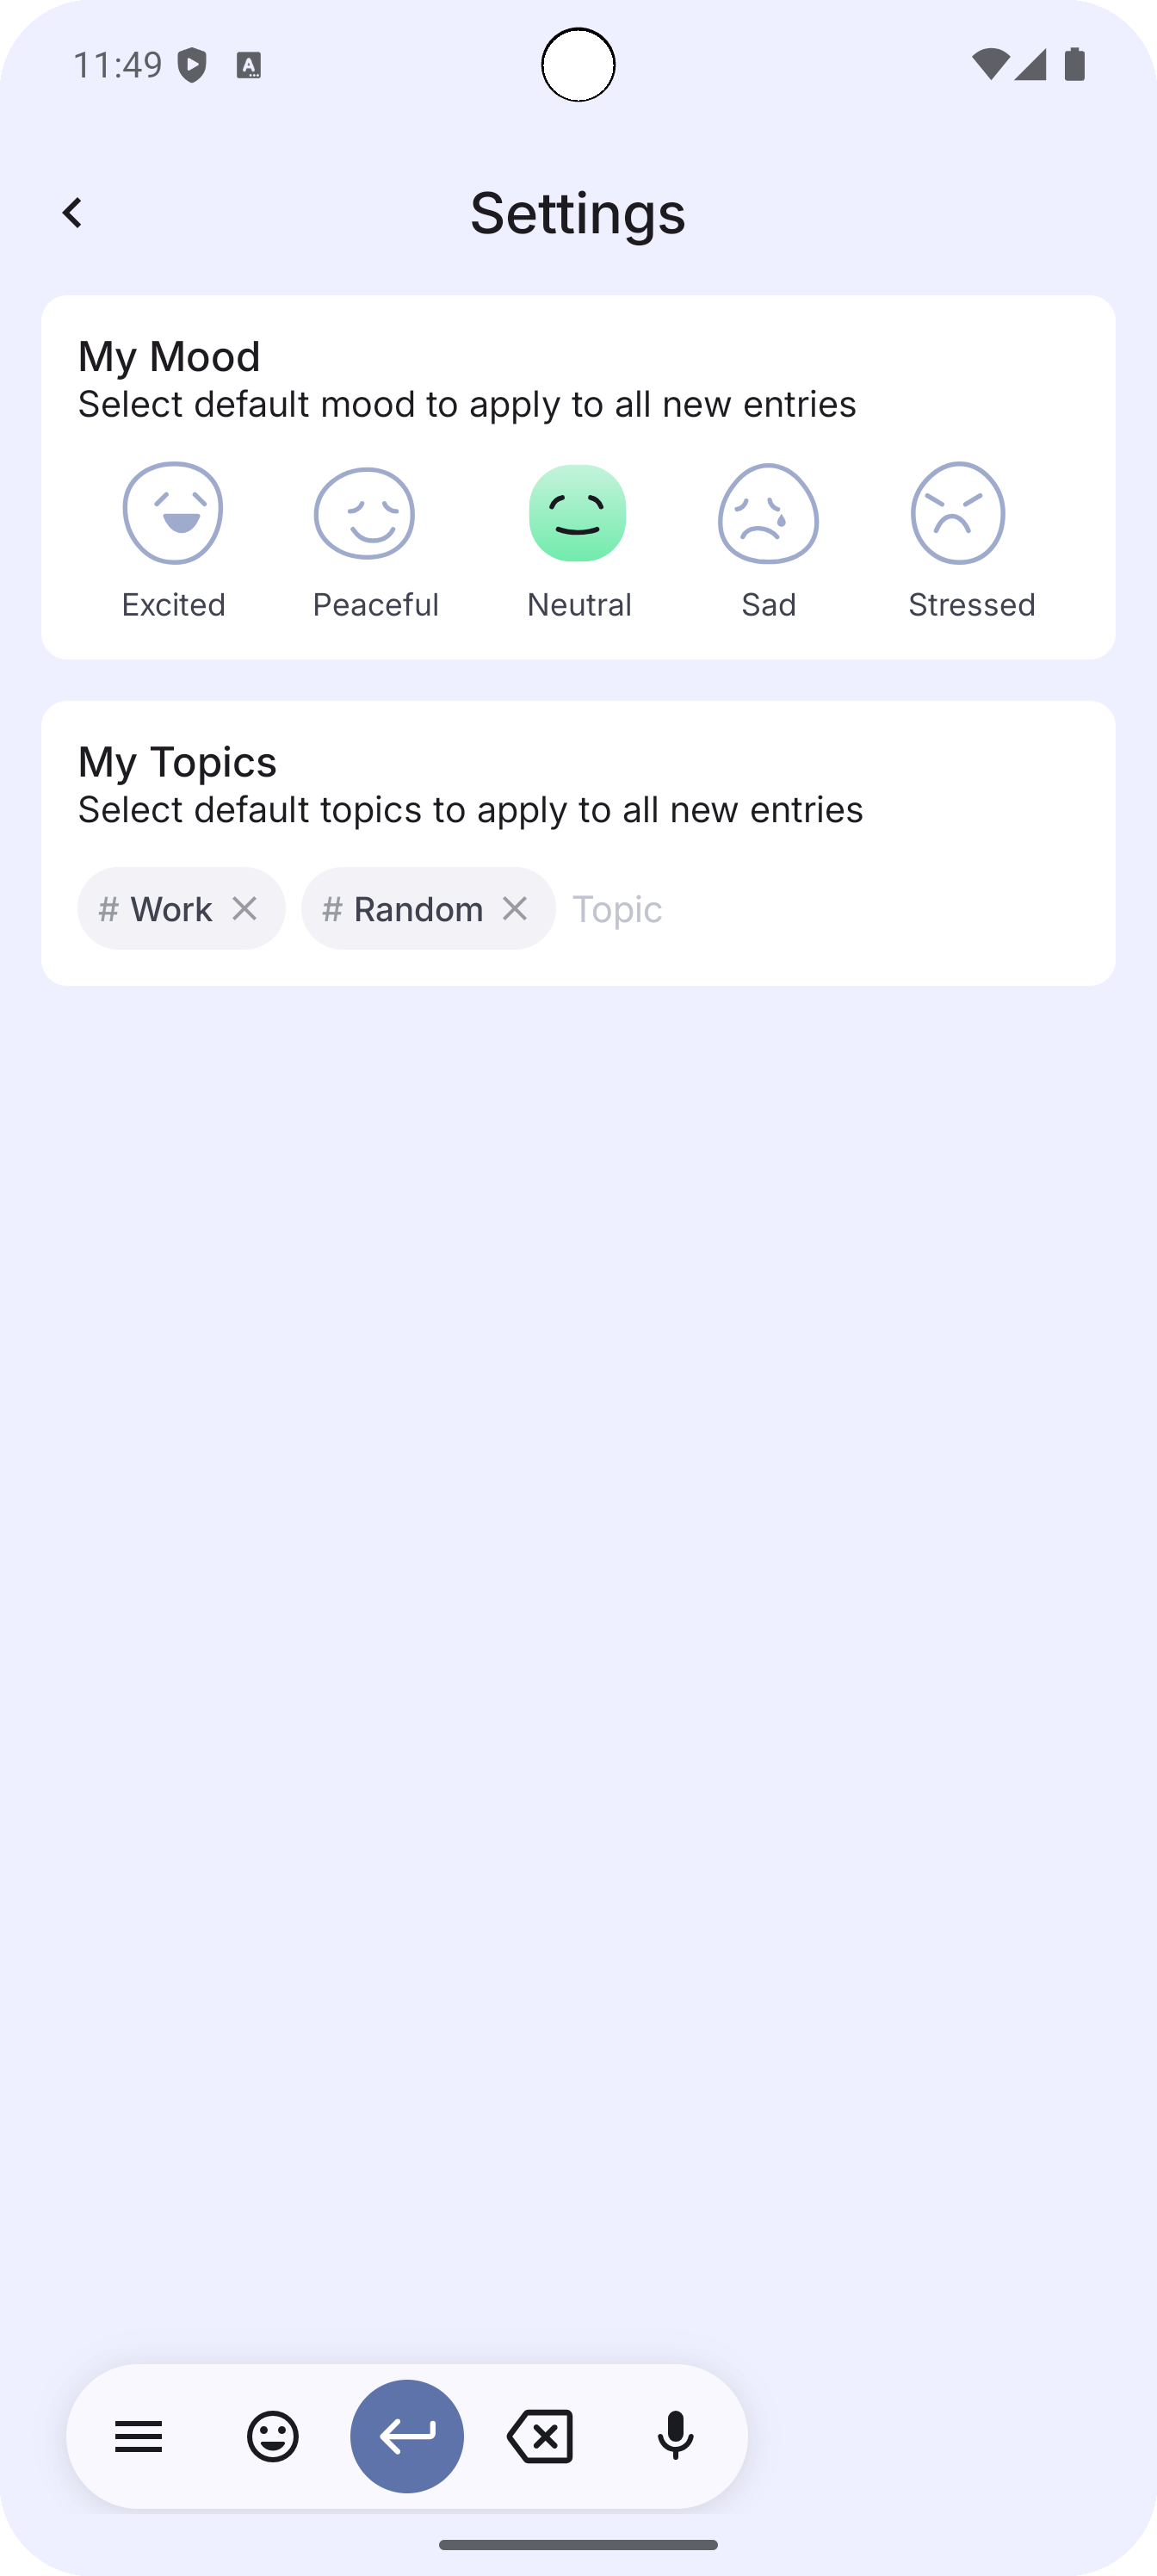 11:49
Settings
My Mood
Select default mood to apply to all new entries
Excited Peaceful Neutral Sad Stressed
My Topics
Select default topics to apply to all new entries
# Work # Random Topic